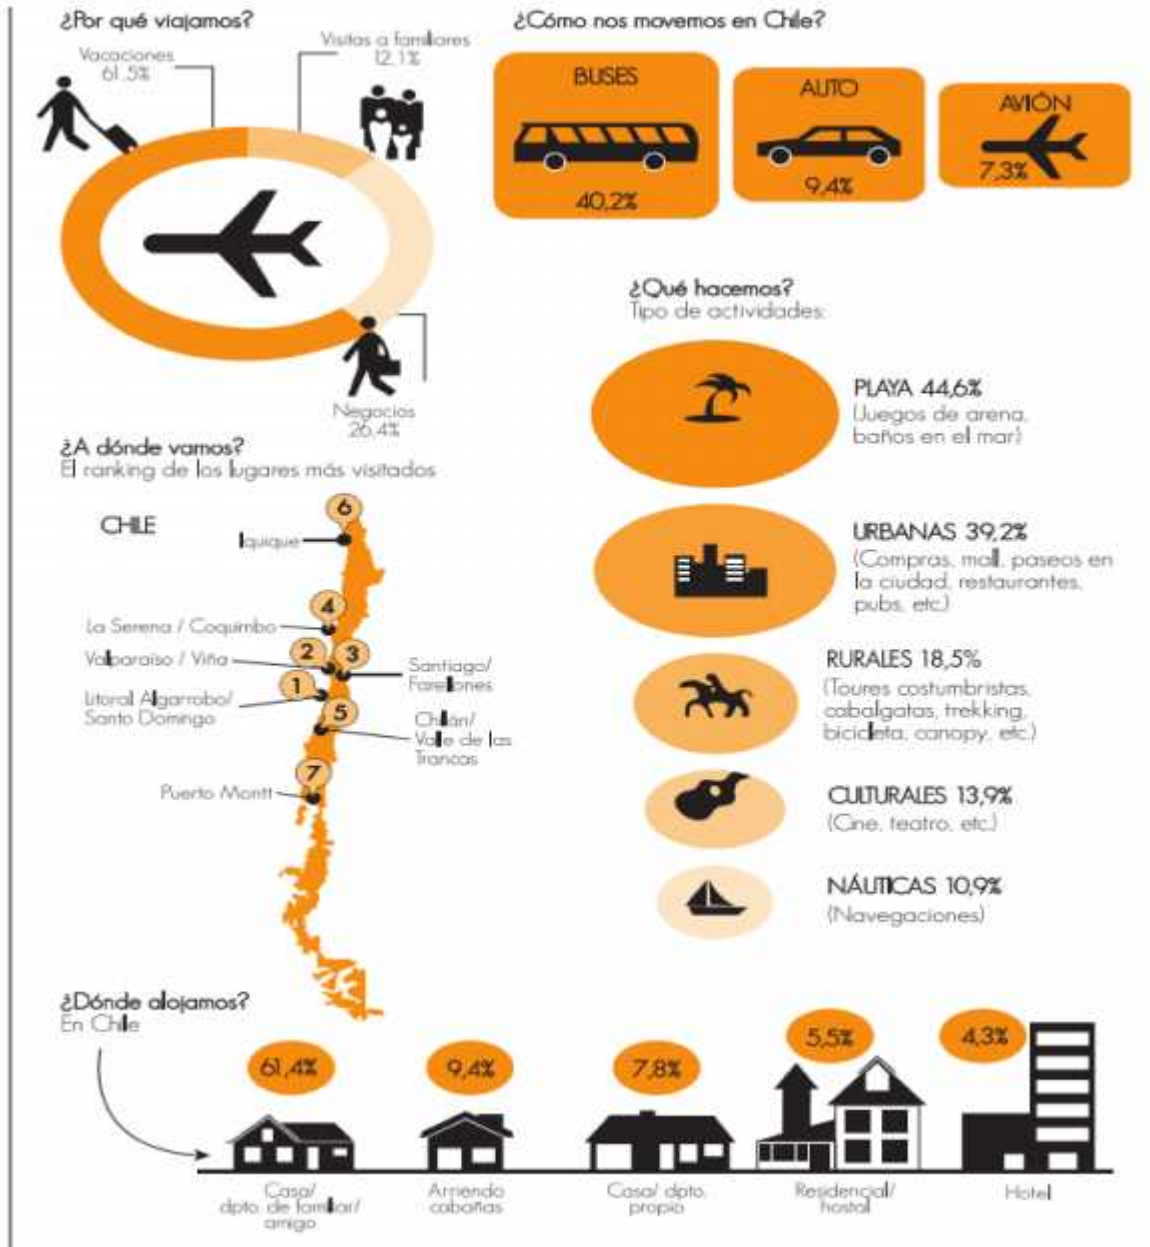 ¿Por qué viajamos?
Vacaciones
61,5%
Visitas a familiares
12,1%
Negocios
26,4%
¿Cómo nos movemos en Chile?
BUSES
40,2%
AUTO
9,4%
AVIÓN
7,3%
¿Qué hacemos?
Tipo de actividades:
PLAYA 44,6%
(Juegos de arena,
baños en el mar)
URBANAS 39,2%
(Compras, mall, paseos en
la ciudad, restaurantes,
pubs, etc.)
RURALES 18,5%
(Toures costumbristas,
cabalgatas, trekking,
bicicleta, canopy, etc.)
CULTURALES 13,9%
(Cine, teatro, etc.)
NÁUTICAS 10,9%
(Navegaciones)
¿A dónde vamos?
El ranking de los lugares más visitados
CHILE
6
Iquique
4
La Serena / Coquimbo
2
Valparaíso / Viña
3
Santiago/
Farellones
1
Litoral Algarrobo/
Santo Domingo
5
Chillán/
Valle de las
Trancas
7
Puerto Montt
¿Dónde alojamos?
En Chile
61,4%
Casa/
dpto. de familiar/
amigo
9,4%
Arriendo
cabañas
7,8%
Casa/ dpto.
propio
5,5%
Residencial/
hostal
4,3%
Hotel